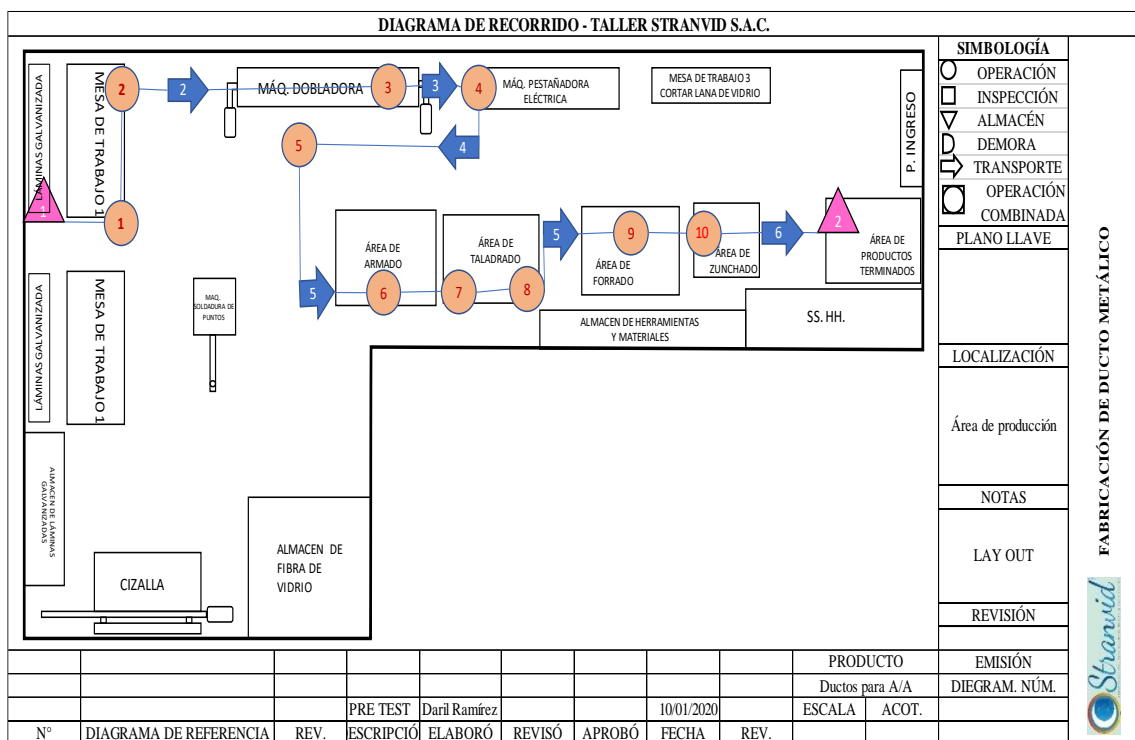 DIAGRAMA DE RECORRIDO - TALLER STRANVID S.A.C.
LÁMINAS GALVANIZADA
MESA DE TRABAJO 1
2
2
MÁQ. DOBLADORA
3
3
4
MÁQ. PESTAÑADORA
ELÉCTRICA
MESA DE TRABAJO 3
CORTAR LANA DE VIDRIO
P. INGRESO
5
4
1
1
ÁREA DE
ARMADO
ÁREA DE
TALADRADO
5
9
ÁREA DE
FORRADO
10
ÁREA DE
ZUNCHADO
6
2
ÁREA DE
PRODUCTOS
TERMINADOS
5
6
7
8
LÁMINAS GALVANIZADA
MESA DE TRABAJO 1
MAQ.
SOLDADURA DE
PUNTOS
ALMACEN DE HERRAMIENTAS
Y MATERIALES
SS. HH.
ALMACEN DE LÁMINAS
GALVANIZADAS
CIZALLA
ALMACEN DE
FIBRA DE
VIDRIO
SIMBOLOGÍA
OPERACIÓN
INSPECCIÓN
ALMACÉN
DEMORA
TRANSPORTE
OPERACIÓN
COMBINADA
PLANO LLAVE
LOCALIZACIÓN
Área de producción
NOTAS
LAY OUT
REVISIÓN
FABRICACIÓN DE DUCTO METÁLICO
Stranvid
PRODUCTO
EMISIÓN
Ductos para A/A
DIEGRAM. NÚM.
PRE TEST
Daril Ramírez
10/01/2020
ESCALA
ACOT.
N°
DIAGRAMA DE REFERENCIA
REV.
ESCRIPCIÓ
ELABORÓ
REVISÓ
APROBÓ
FECHA
REV.